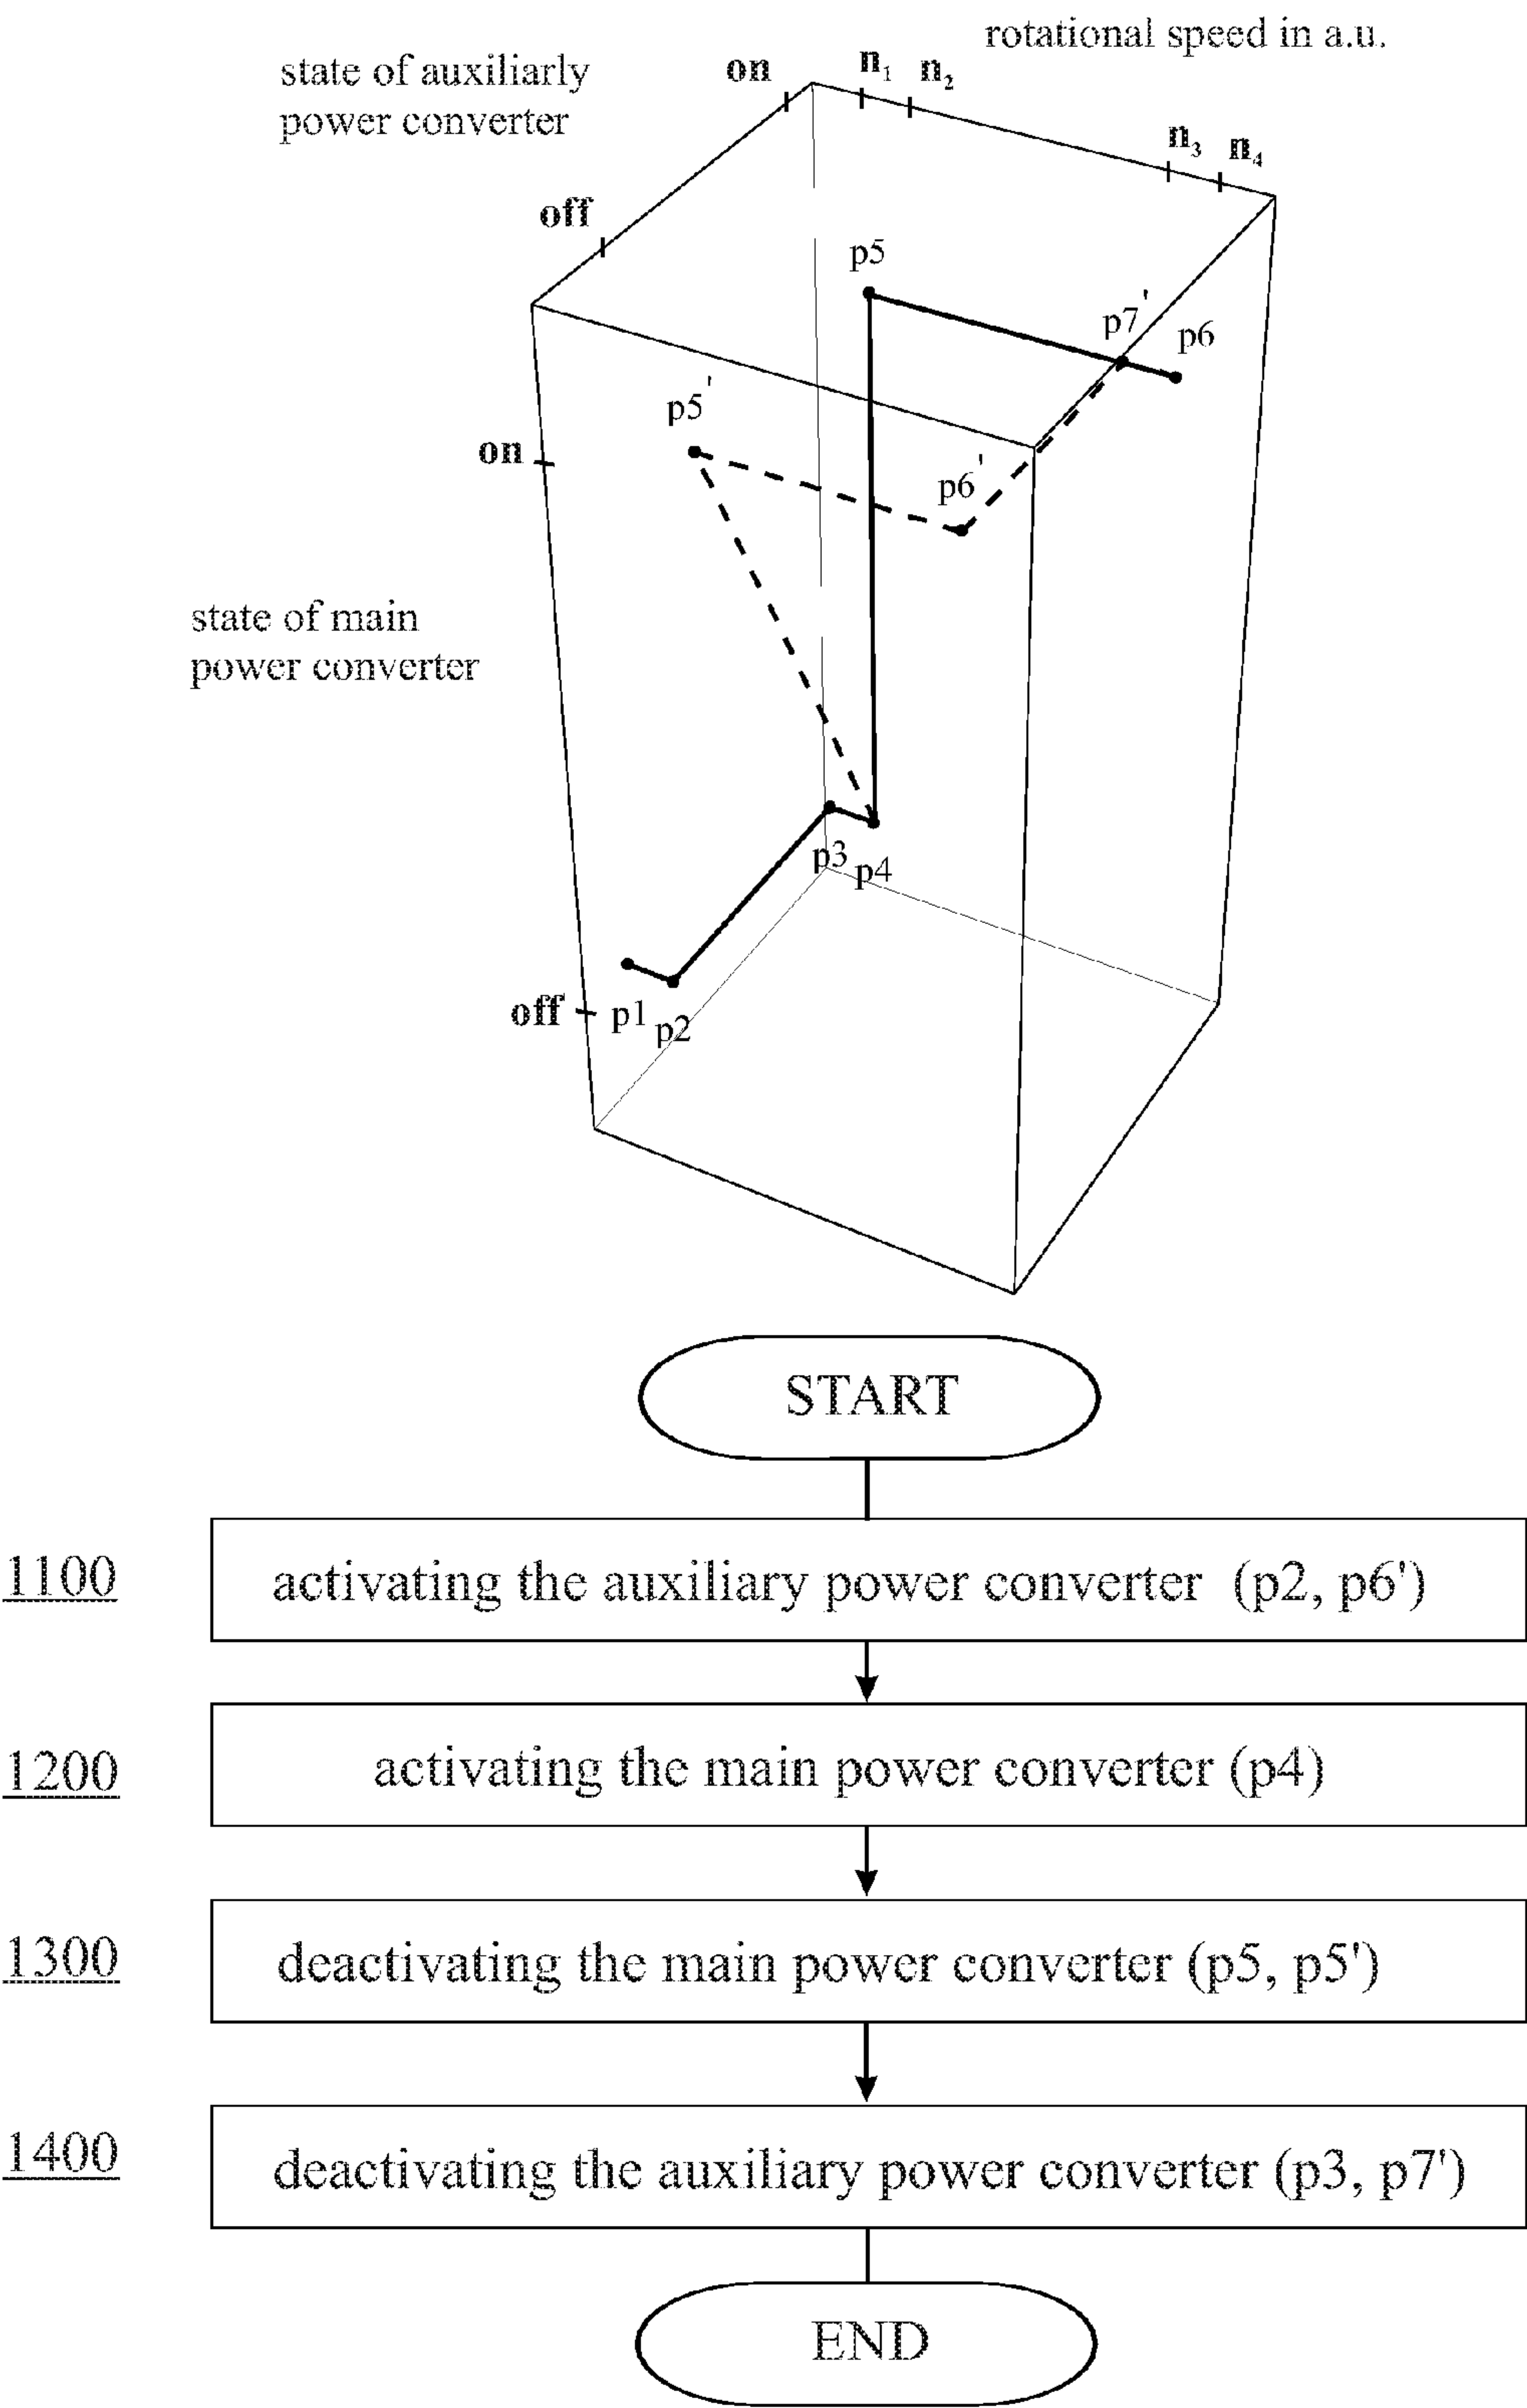 rotational speed in a.u.
state of auxiliarly
power converter
on
n1
n2
n3
n4
off
p5
p7'
p6
p5'
on
p6'
state of main
power converter
p3
p4
off
p1
p2
START
1100
activating the auxiliary power converter (p2, p6')
1200
activating the main power converter (p4)
1300
deactivating the main power converter (p5, p5')
1400
deactivating the auxiliary power converter (p3, p7')
END